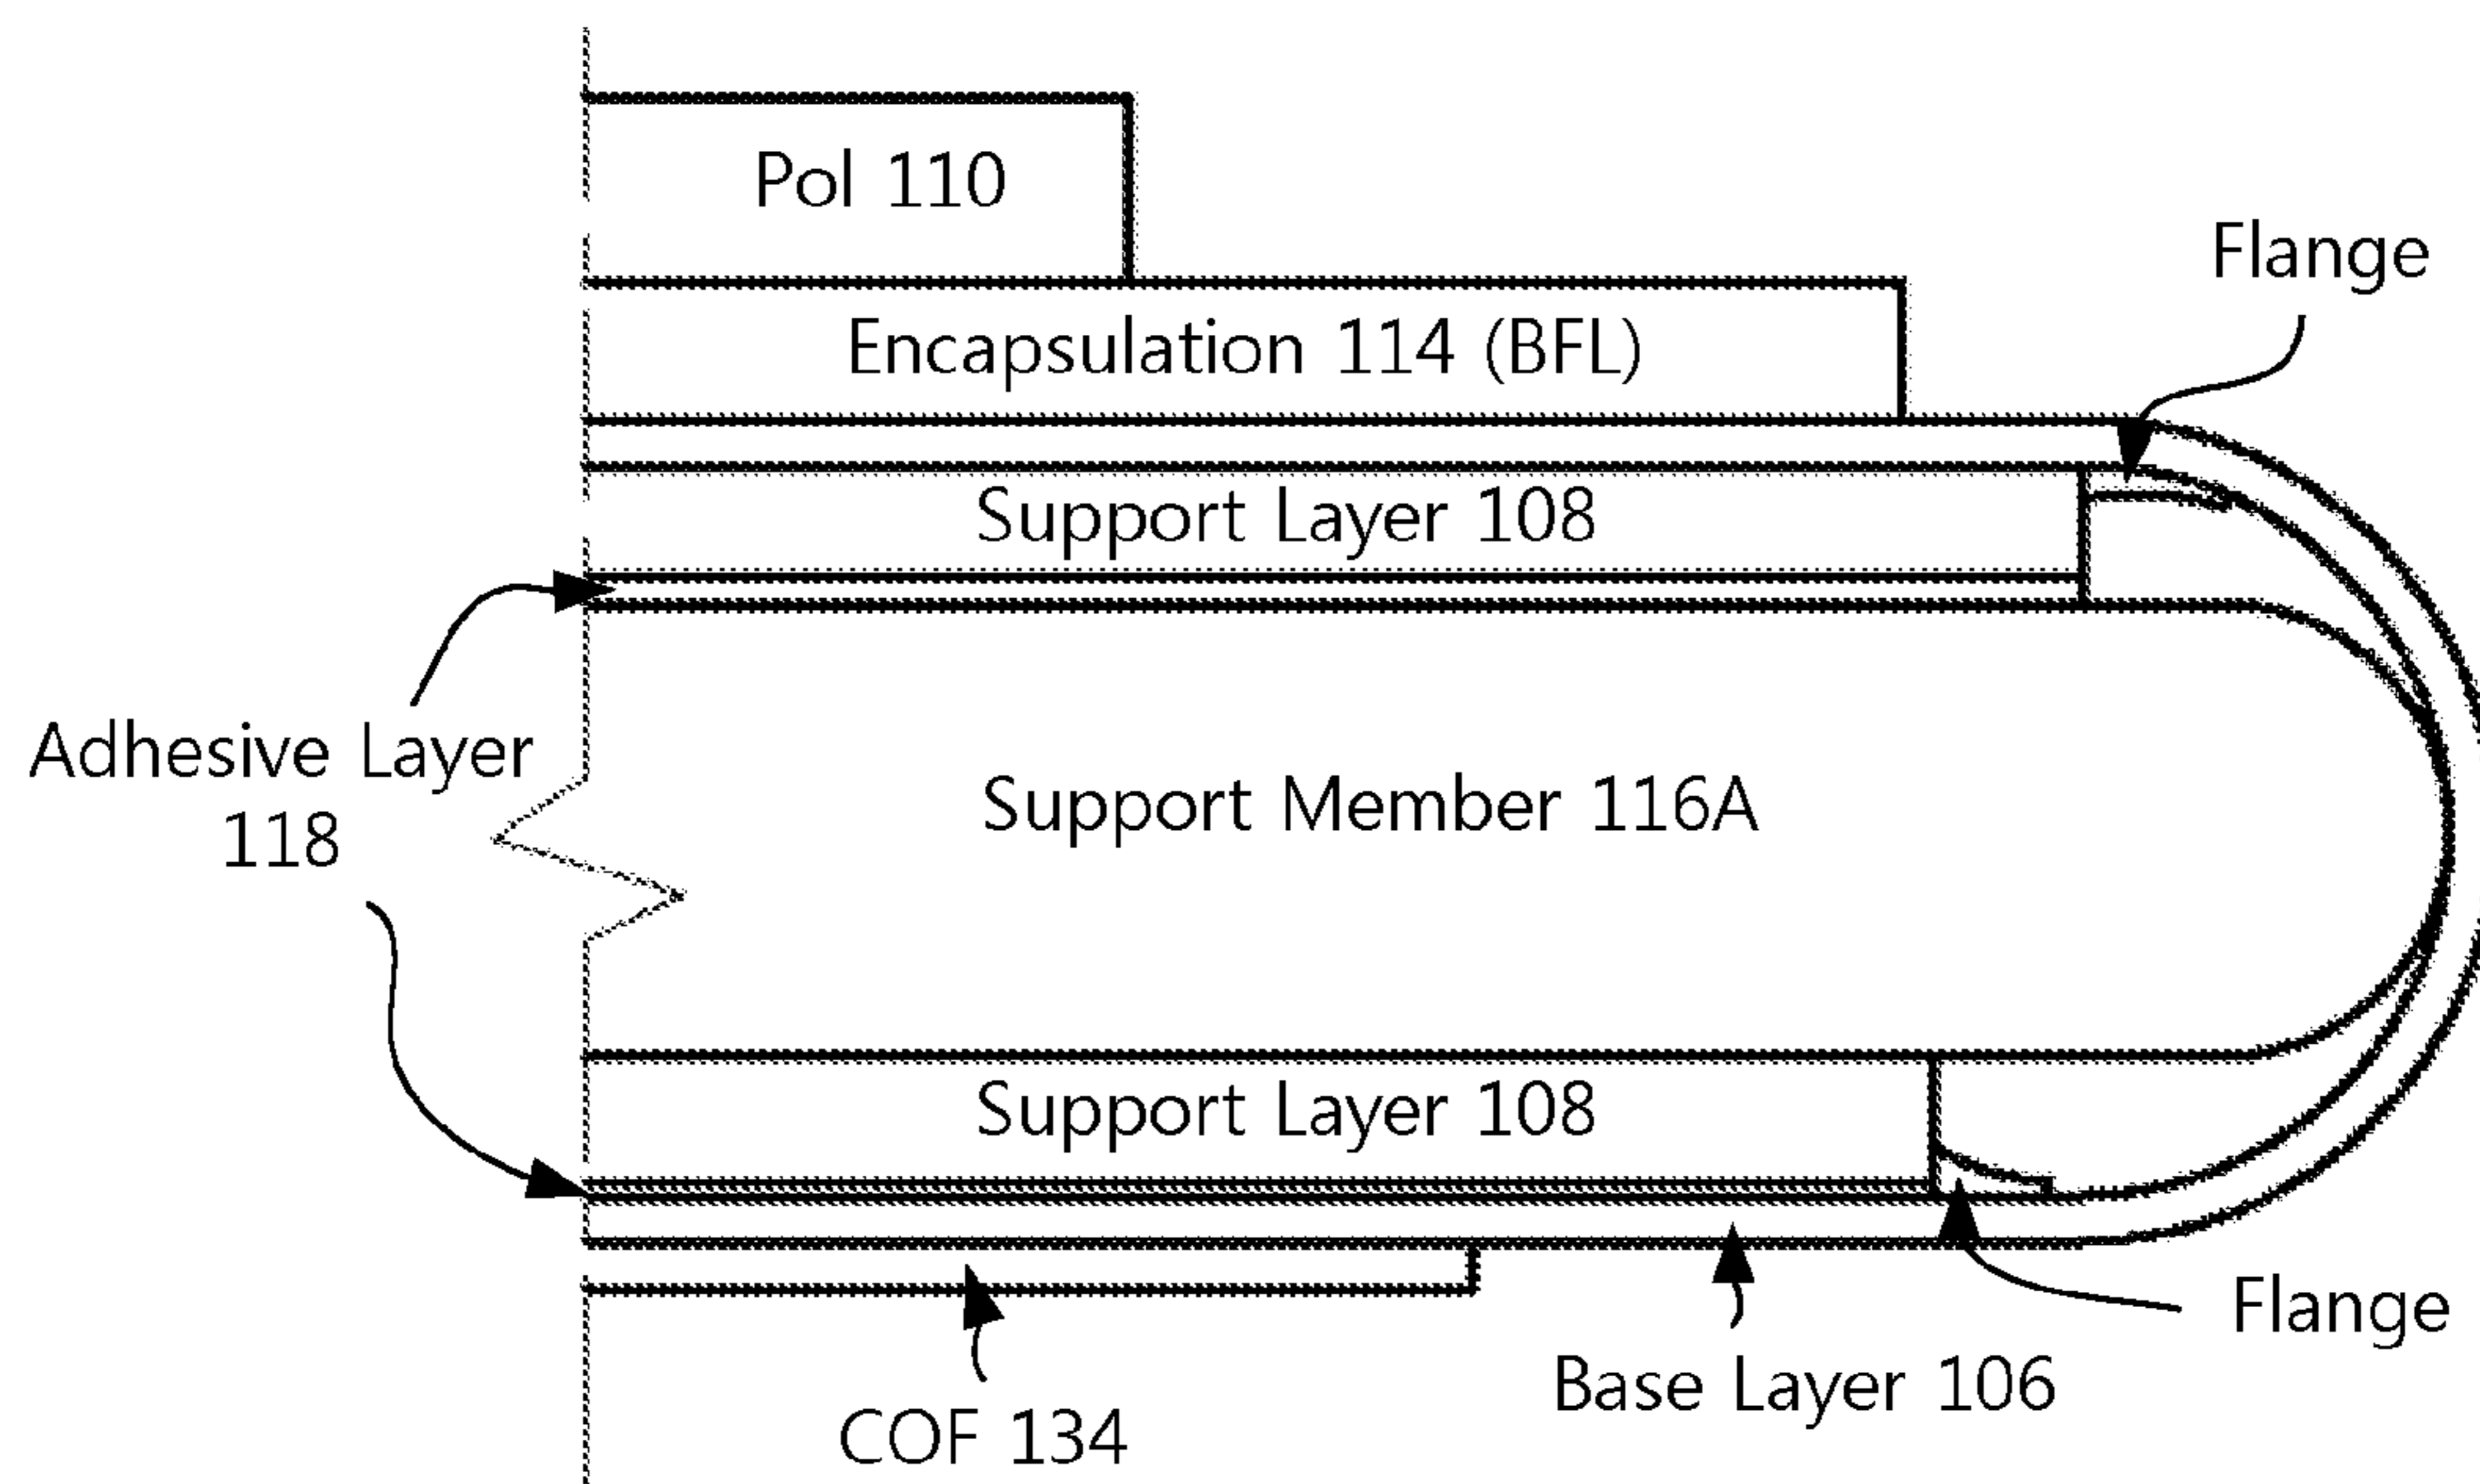 Pol 110
Flange
Encapsulation 114 (BFL)
Support Layer 108
Adhesive Layer
118
Support Member 116A
Support Layer 108
Flange
Base Layer 106
COF 134